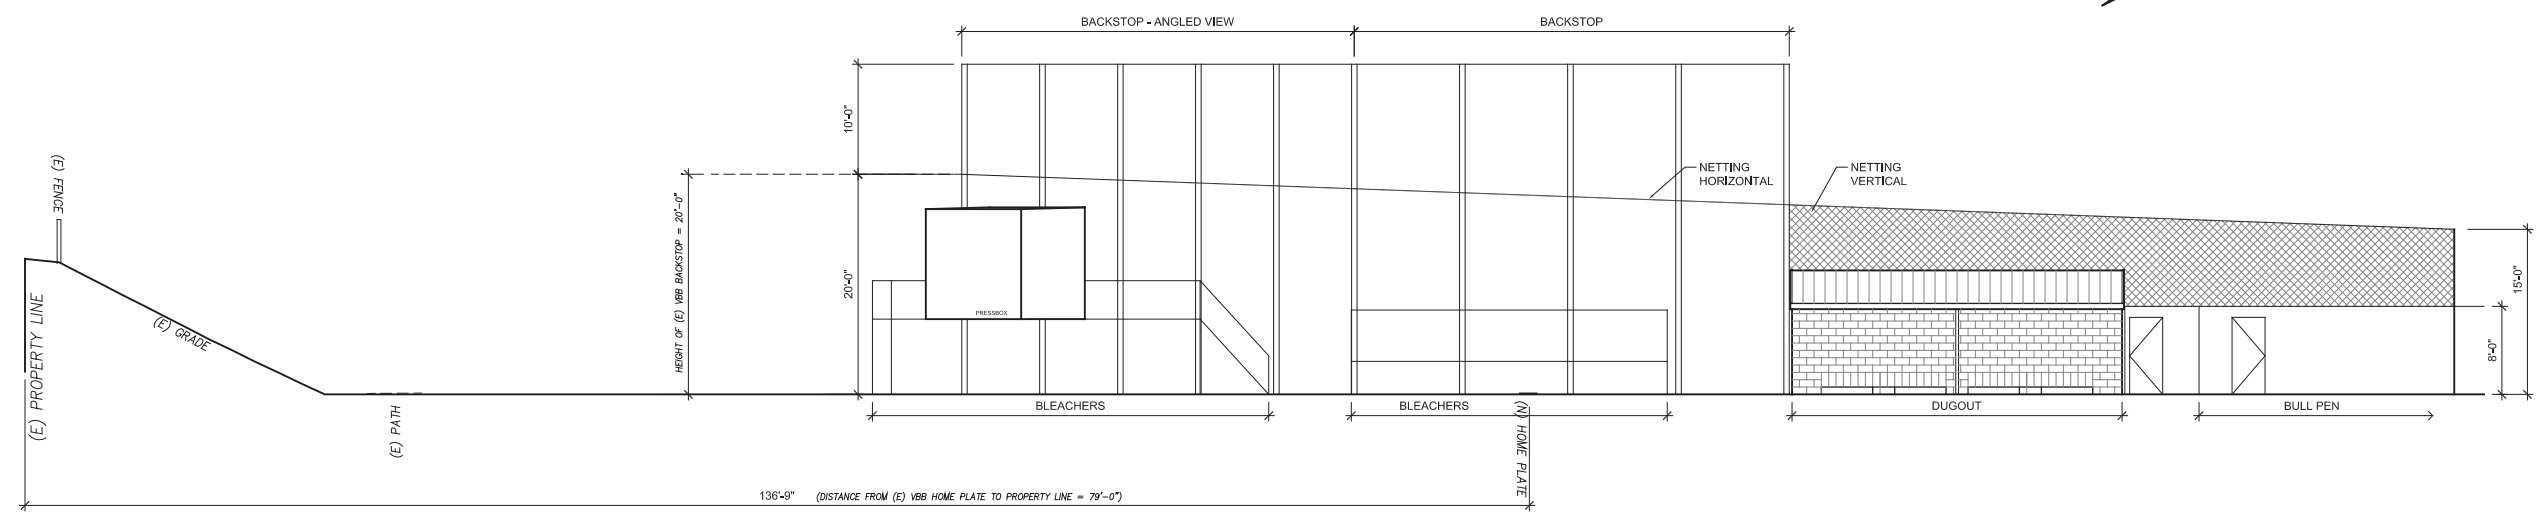 BACKSTOP - ANGLED VIEW
BACKSTOP
10'-0"
(E) FENCE
NETTING
HORIZONTAL
NETTING
VERTICAL
HEIGHT OF (E) VBB BACKSTOP = 20'-0"
20'-0"
15'-0"
8'-0"
PRESSBOX
(E) PROPERTY LINE
(E) GRADE
(E) PATH
BLEACHERS
BLEACHERS
(N) HOME PLATE
DUGOUT
BULL PEN
136'-9" (DISTANCE FROM (E) VBB HOME PLATE TO PROPERTY LINE = 79'-0")